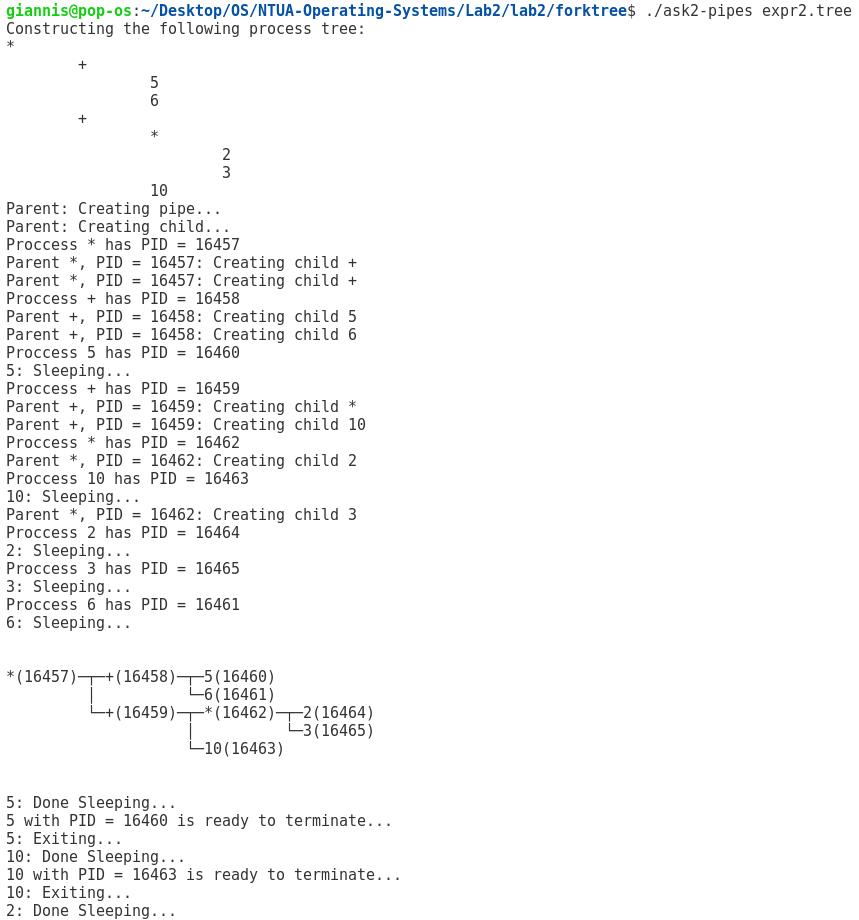 giannis@pop-os:~/Desktop/OS/NTUA-Operating-Systems/Lab2/lab2/forktree$ ./ask2-pipes expr2.tree
Constructing the following process tree:
*
        +
                5
                6
        +
                *
                        2
                        3
                10
Parent: Creating pipe...
Parent: Creating child...
Proccess * has PID = 16457
Parent *, PID = 16457: Creating child +
Parent *, PID = 16457: Creating child +
Proccess + has PID = 16458
Parent +, PID = 16458: Creating child 5
Parent +, PID = 16458: Creating child 6
Proccess 5 has PID = 16460
5: Sleeping...
Proccess + has PID = 16459
Parent +, PID = 16459: Creating child *
Parent +, PID = 16459: Creating child 10
Proccess * has PID = 16462
Parent *, PID = 16462: Creating child 2
Proccess 10 has PID = 16463
10: Sleeping...
Parent *, PID = 16462: Creating child 3
Proccess 2 has PID = 16464
2: Sleeping...
Proccess 3 has PID = 16465
3: Sleeping...
Proccess 6 has PID = 16461
6: Sleeping...
*(16457)─┬─+(16458)─┬─5(16460)
         │          └─6(16461)
         └─+(16459)─┬─*(16462)─┬─2(16464)
                    │          └─3(16465)
                    └─10(16463)
5: Done Sleeping...
5 with PID = 16460 is ready to terminate...
5: Exiting...
10: Done Sleeping...
10 with PID = 16463 is ready to terminate...
10: Exiting...
2: Done Sleeping...